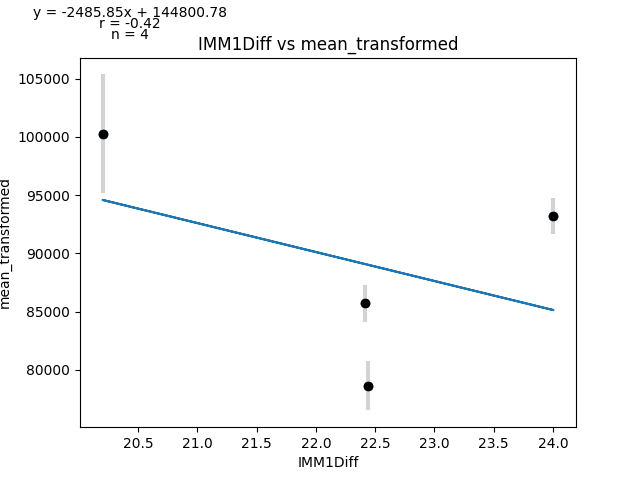 y = -2485.85x + 144800.78
r = -0.42
n = 4
IMM1Diff vs mean_transformed
105000
100000
95000
90000
85000
80000
mean_transformed
20.5 21.0 21.5 22.0 22.5 23.0 23.5 24.0
IMM1Diff